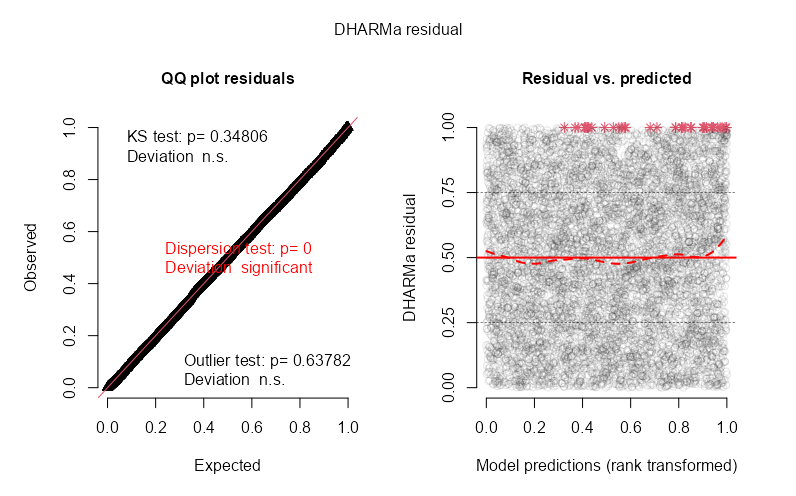 DHARMa residual
QQ plot residuals
KS test: p= 0.34806
Deviation n.s.
Dispersion test: p= 0
Deviation significant
Outlier test: p= 0.63782
Deviation n.s.
Observed
0.0 0.2 0.4 0.6 0.8 1.0
0.0 0.2 0.4 0.6 0.8 1.0
Expected
Residual vs. predicted
DHARMa residual
0.00 0.25 0.50 0.75 1.00
0.0 0.2 0.4 0.6 0.8 1.0
Model predictions (rank transformed)